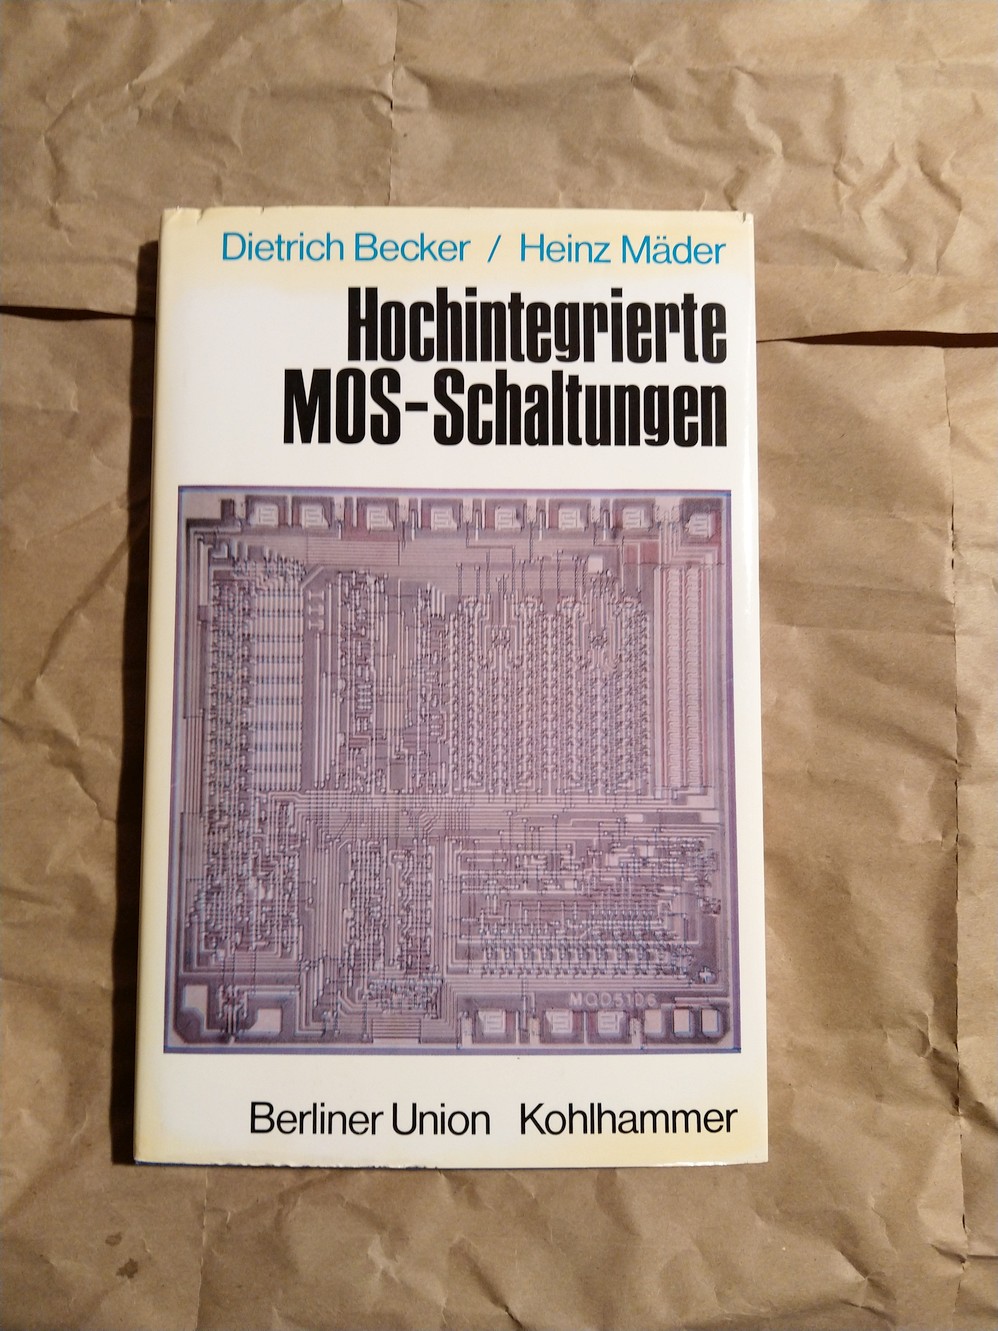 Dietrich Becker / Heinz Mäder
Hochintegrierte
MOS-Schaltungen
MQ05106
Berliner Union Kohlhammer